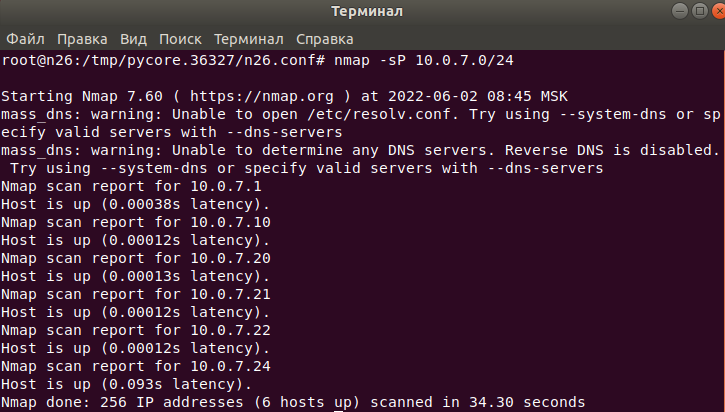 Терминал
Файл Правка Вид Поиск Терминал Справка
root@n26:/tmp/pycore.36327/n26.conf# nmap -sP 10.0.7.0/24
Starting Nmap 7.60 ( https://nmap.org ) at 2022-06-02 08:45 MSK
mass_dns: warning: Unable to open /etc/resolv.conf. Try using --system-dns or sp
ecify valid servers with --dns-servers
mass_dns: warning: Unable to determine any DNS servers. Reverse DNS is disabled.
 Try using --system-dns or specify valid servers with --dns-servers
Nmap scan report for 10.0.7.1
Host is up (0.00038s latency).
Nmap scan report for 10.0.7.10
Host is up (0.00012s latency).
Nmap scan report for 10.0.7.20
Host is up (0.00013s latency).
Nmap scan report for 10.0.7.21
Host is up (0.00012s latency).
Nmap scan report for 10.0.7.22
Host is up (0.00012s latency).
Nmap scan report for 10.0.7.24
Host is up (0.093s latency).
Nmap done: 256 IP addresses (6 hosts up) scanned in 34.30 seconds